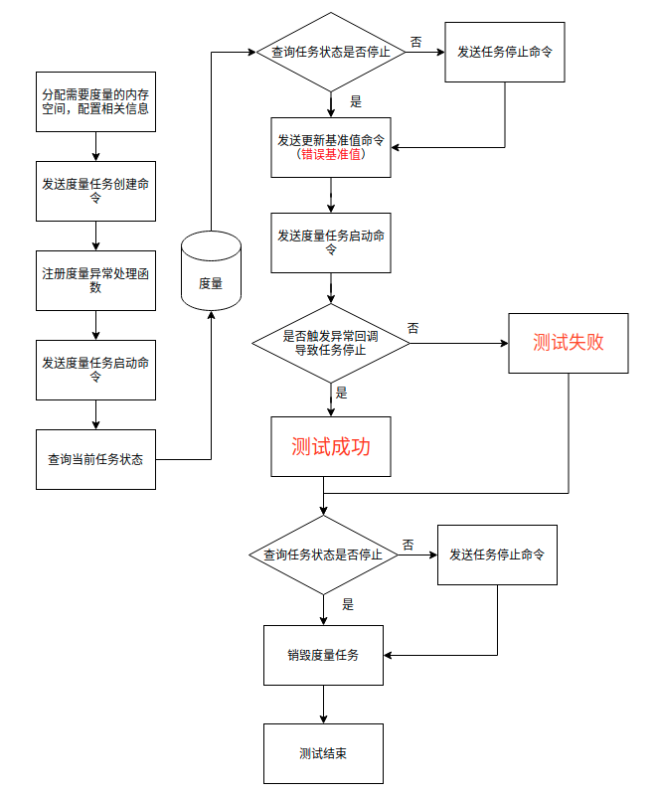 分配需要度量的内存
空间，配置相关信息
发送度量任务创建命
令
注册度量异常处理函
数
发送度量任务启动命
令
查询当前任务状态
度量
查询任务状态是否停止
否
发送任务停止命令
是
发送更新基准值命令
（错误基准值）
发送度量任务启动命
令
是否触发异常回调
导致任务停止
否
测试失败
是
测试成功
查询任务状态是否停止
否
发送任务停止命令
是
销毁度量任务
测试结束